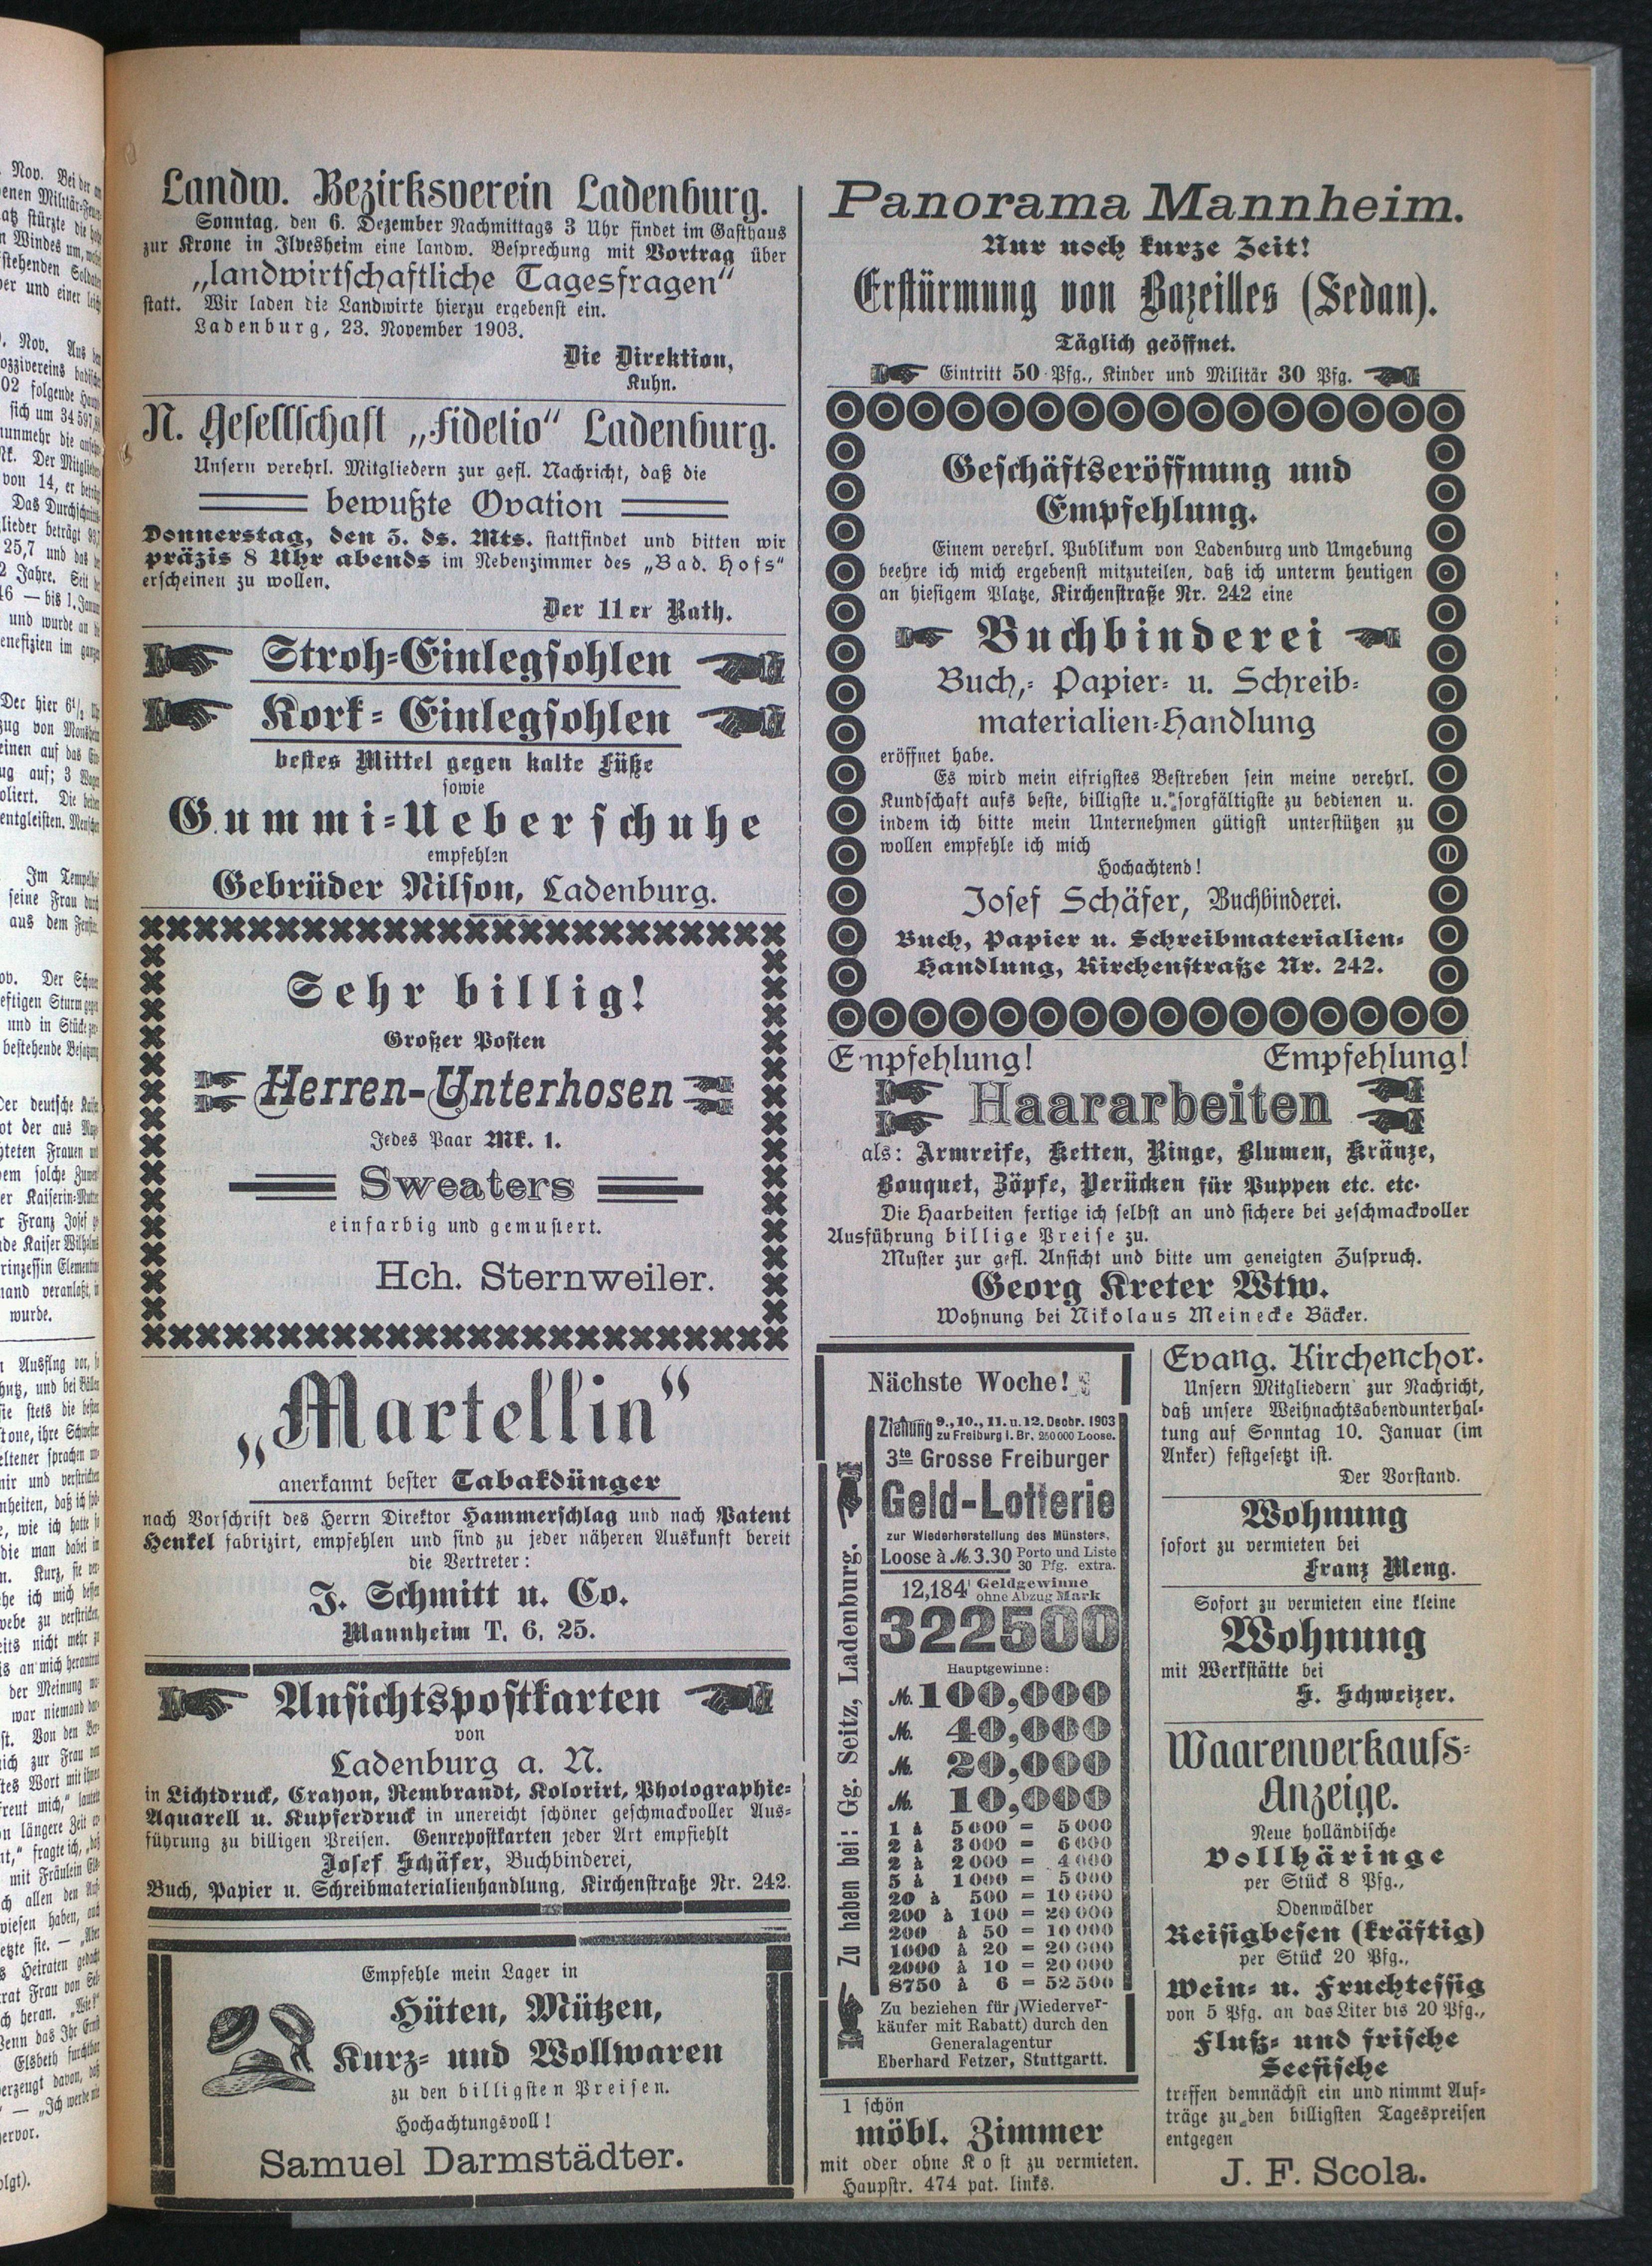 Landw. Bezirksverein Ladenburg.
Sonntag, den 6. Dezember Nachmittags 3 Uhr findet im Gasthaus
zur Krone in Ilvesheim eine landw. Besprechung mit Vortrag über
„landwirtschaftliche Tagesfragen“
statt. Wir laden die Landwirte hierzu ergebenst ein.
Ladenburg, 23. November 1903.
Die Direktion,
Kuhn.
N. Gesellschaft „Fidelio“ Ladenburg.
Unsern verehrl. Mitgliedern zur gefl. Nachricht, daß die
bewußte Ovation
Donnerstag, den 3. ds. Mts. stattfindet und bitten wir
präzis 8 Uhr abends im Nebenzimmer des „Bad. Hofs“
erscheinen zu wollen.
Der 11er Rath.
Stroh-Einlegsohlen
Kork-Einlegsohlen
bestes Mittel gegen kalte Füße
sowie
Gummi-Ueberschuhe
empfehlen
Gebrüder Nilson, Ladenburg.
Sehr billig!
Großer Posten
Herren-Unterhosen
Jedes Paar Mk. 1.
Sweaters
einfarbig und gemustert.
Hch. Sternweiler.
„Martellin“
anerkannt bester Tabakdünger
nach Vorschrift des Herrn Direktor Hammerschlag und nach Patent
Henkel fabrizirt, empfehlen und sind zu jeder näheren Auskunft bereit
die Vertreter:
J. Schmitt u. Co.
Mannheim T. 6, 25.
Ansichtspostkarten
von
Ladenburg a. N.
in Lichtdruck, Crayon, Rembrandt, Kolorirt, Photographie-
Aquarell u. Kupferdruck in unereicht schöner geschmackvoller Aus-
führung zu billigen Preisen. Genrepostkarten jeder Art empfiehlt
Josef Schäfer, Buchbinderei,
Buch, Papier u. Schreibmaterialienhandlung, Kirchenstraße Nr. 242.
Empfehle mein Lager in
Hüten, Mützen,
Kurz- und Wollwaren
zu den billigsten Preisen.
Hochachtungsvoll!
Samuel Darmstädter.
Panorama Mannheim.
Nur noch kurze Zeit!
Erstürmung von Bazeilles (Sedan).
Täglich geöffnet.
Eintritt 50 Pfg., Kinder und Militär 30 Pfg.
Geschäftseröffnung und
Empfehlung.
Einem verehrl. Publikum von Ladenburg und Umgebung
beehre ich mich ergebenst mitzuteilen, daß ich unterm heutigen
an hiesigem Platze, Kirchenstraße Nr. 242 eine
Buchbinderei
Buch,- Papier- u. Schreib-
materialien-Handlung
eröffnet habe.
Es wird mein eifrigstes Bestreben sein meine verehrl.
Kundschaft aufs beste, billigste u. sorgfältigste zu bedienen u.
indem ich bitte mein Unternehmen gütigst unterstützen zu
wollen empfehle ich mich
Hochachtend!
Josef Schäfer, Buchbinderei.
Buch, Papier u. Schreibmaterialien-
Handlung, Kirchenstraße Nr. 242.
Empfehlung! Empfehlung!
Haararbeiten
als: Armreife, Ketten, Ringe, Blumen, Kränze,
Bouquet, Zöpfe, Perücken für Puppen etc. etc.
Die Haarbeiten fertige ich selbst an und sichere bei geschmackvoller
Ausführung billige Preise zu.
Muster zur gefl. Ansicht und bitte um geneigten Zuspruch.
Georg Kreter Wtw.
Wohnung bei Nikolaus Meinecke Bäcker.
Nächste Woche!
Ziehung 9., 10., 11. u. 12. Decbr. 1903
zu Freiburg i. Br. 250000 Loose.
3te Grosse Freiburger
Geld-Lotterie
zur Wiederherstellung des Münsters.
Loose à M. 3.30 Porto und Liste
30 Pfg. extra.
12,184 Geldgewinne
ohne Abzug Mark
322500
Hauptgewinne:
M. 100,000
M. 40,000
M. 20,000
M. 10,000
1 à 5000 = 5000
2 à 3000 = 6000
2 à 2000 = 4000
5 à 1000 = 5000
20 à 500 = 10000
200 à 100 = 20000
200 à 50 = 10000
1000 à 20 = 20000
2000 à 10 = 20000
8750 à 6 = 52500
Zu beziehen für (Wiederver-
käufer mit Rabatt) durch den
Generalagentur
Eberhard Fetzer, Stuttgartt.
Zu haben bei: Gg. Seitz, Ladenburg.
1 schön
möbl. Zimmer
mit oder ohne Kost zu vermieten.
Haupstr. 474 pat. links.
Evang. Kirchenchor.
Unsern Mitgliedern zur Nachricht,
daß unsere Weihnachtsabendunterhal-
tung auf Sonntag 10. Januar (im
Anker) festgesetzt ist.
Der Vorstand.
Wohnung
sofort zu vermieten bei
Franz Meng.
Sofort zu vermieten eine kleine
Wohnung
mit Werkstätte bei
H. Schweizer.
Waarenverkaufs-
Anzeige.
Neue holländische
Vollhäringe
per Stück 8 Pfg.,
Odenwälder
Reisigbesen (kräftig)
per Stück 20 Pfg.,
Wein- u. Fruchtessig
von 5 Pfg. an das Liter bis 20 Pfg.,
Fluß- und frische
Seefische
treffen demnächst ein und nimmt Auf-
träge zu den billigsten Tagespreisen
entgegen
J. F. Scola.